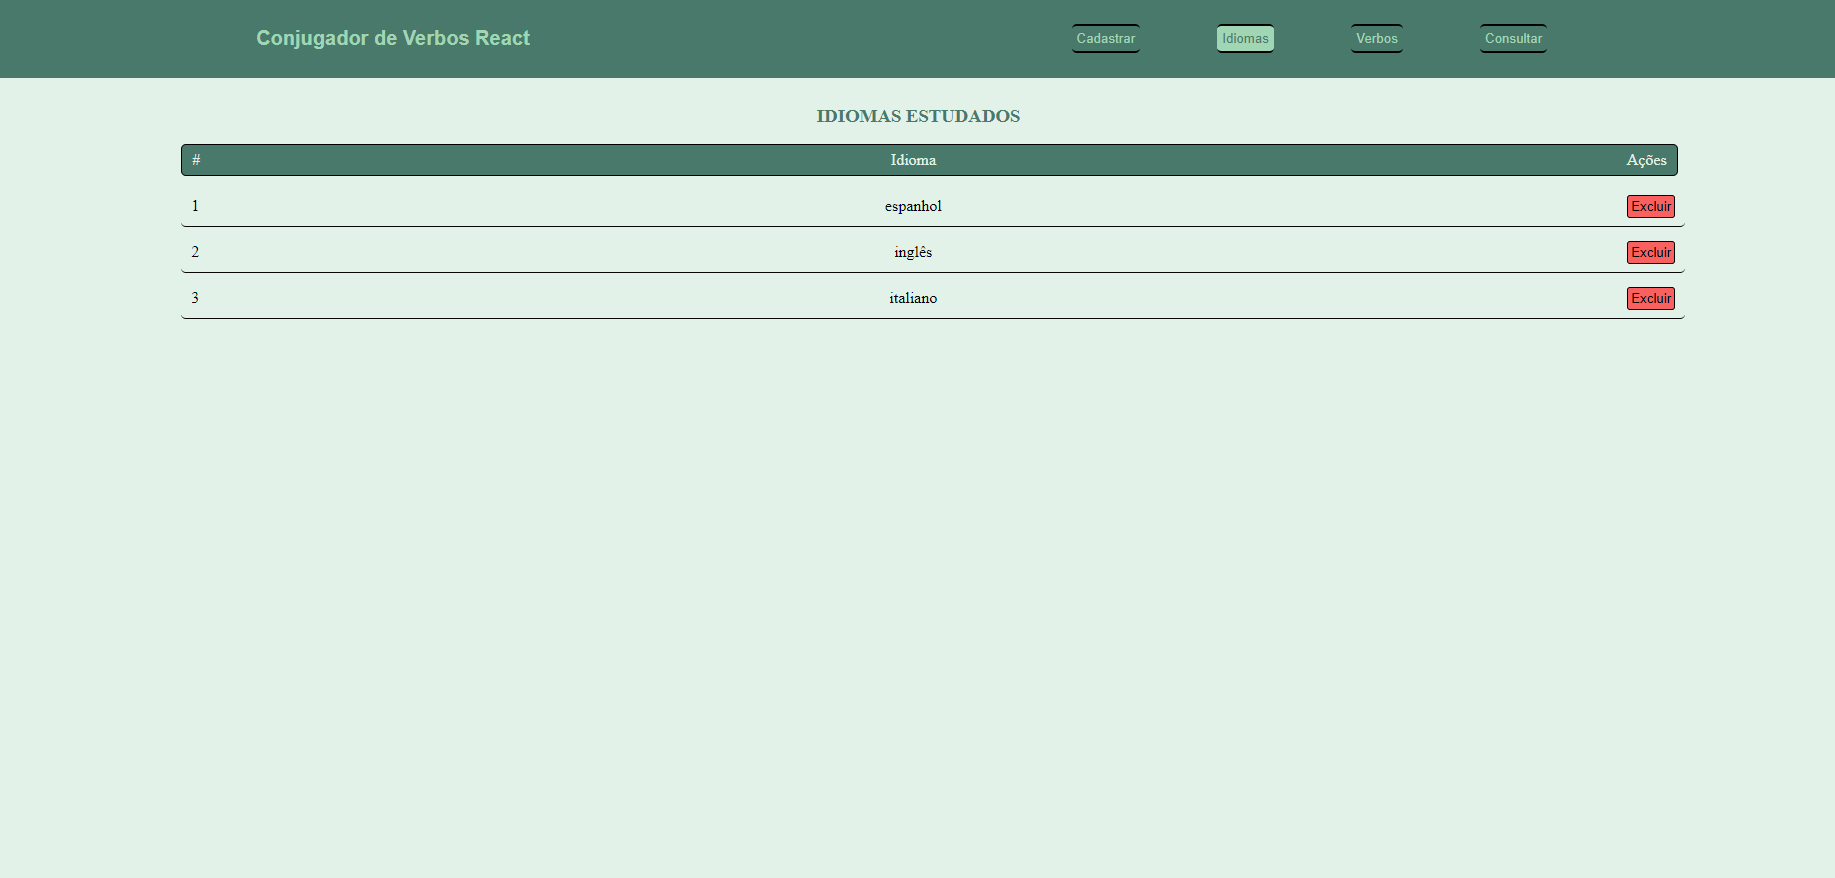 Conjugador de Verbos React Cadastrar Idiomas Verbos Consultar
IDIOMAS ESTUDADOS
# Idioma Ações
1 espanhol Excluir
2 inglês Excluir
3 italiano Excluir